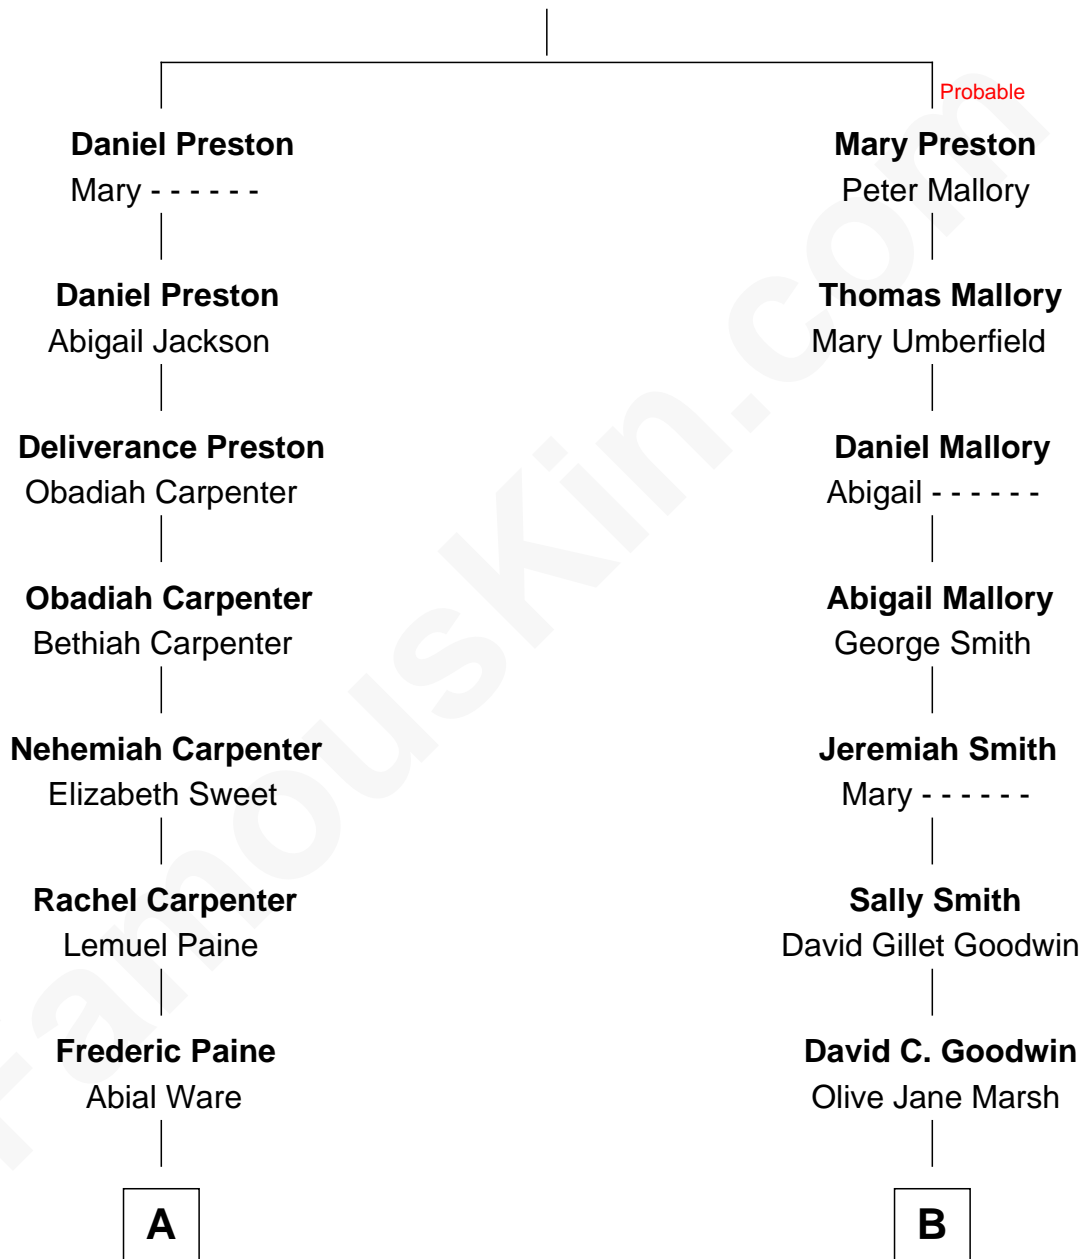 Probable
Daniel Preston
Mary - - - - - -
Mary Preston
Peter Mallory
Daniel Preston
Abigail Jackson
Thomas Mallory
Mary Umberfield
Deliverance Preston
Obadiah Carpenter
Daniel Mallory
Abigail - - - - - -
Obadiah Carpenter
Bethiah Carpenter
Abigail Mallory
George Smith
Nehemiah Carpenter
Elizabeth Sweet
Jeremiah Smith
Mary - - - - - -
Rachel Carpenter
Lemuel Paine
Sally Smith
David Gillet Goodwin
Frederic Paine
Abial Ware
David C. Goodwin
Olive Jane Marsh
A
B
FamousKin.com